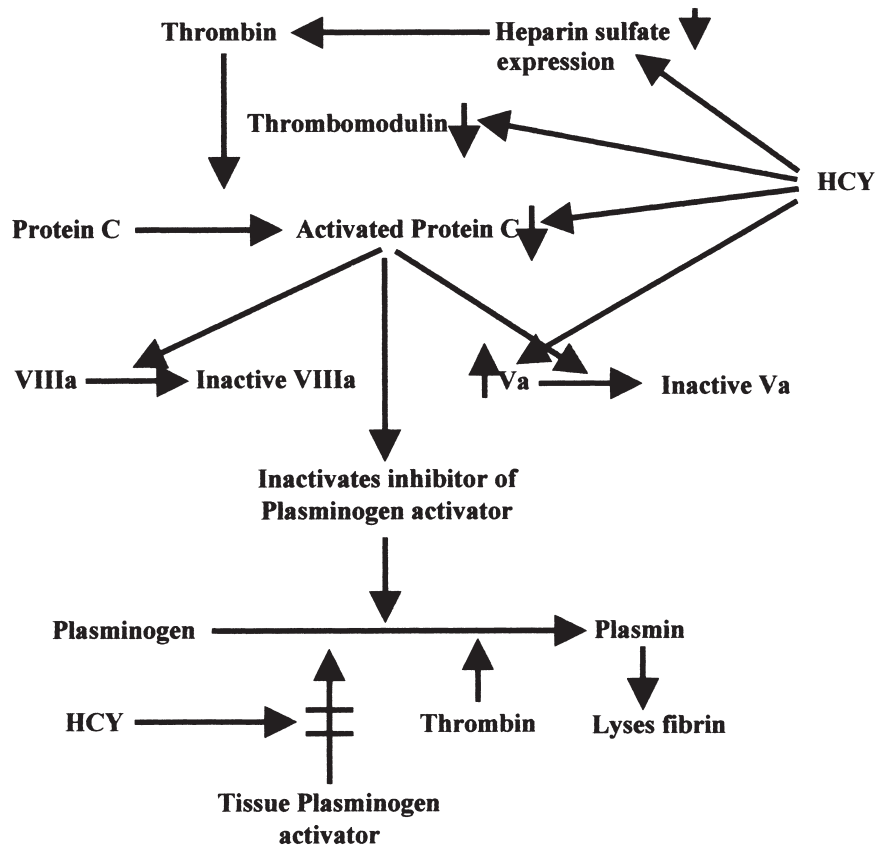 Thrombin
Heparin sulfate
expression
Thrombomodulin
HCY
Protein C
Activated Protein C
VIIIa
Inactive VIIIa
Va
Inactive Va
Inactivates inhibitor of
Plasminogen activator
Plasminogen
Plasmin
HCY
Thrombin
Lyses fibrin
Tissue Plasminogen
activator